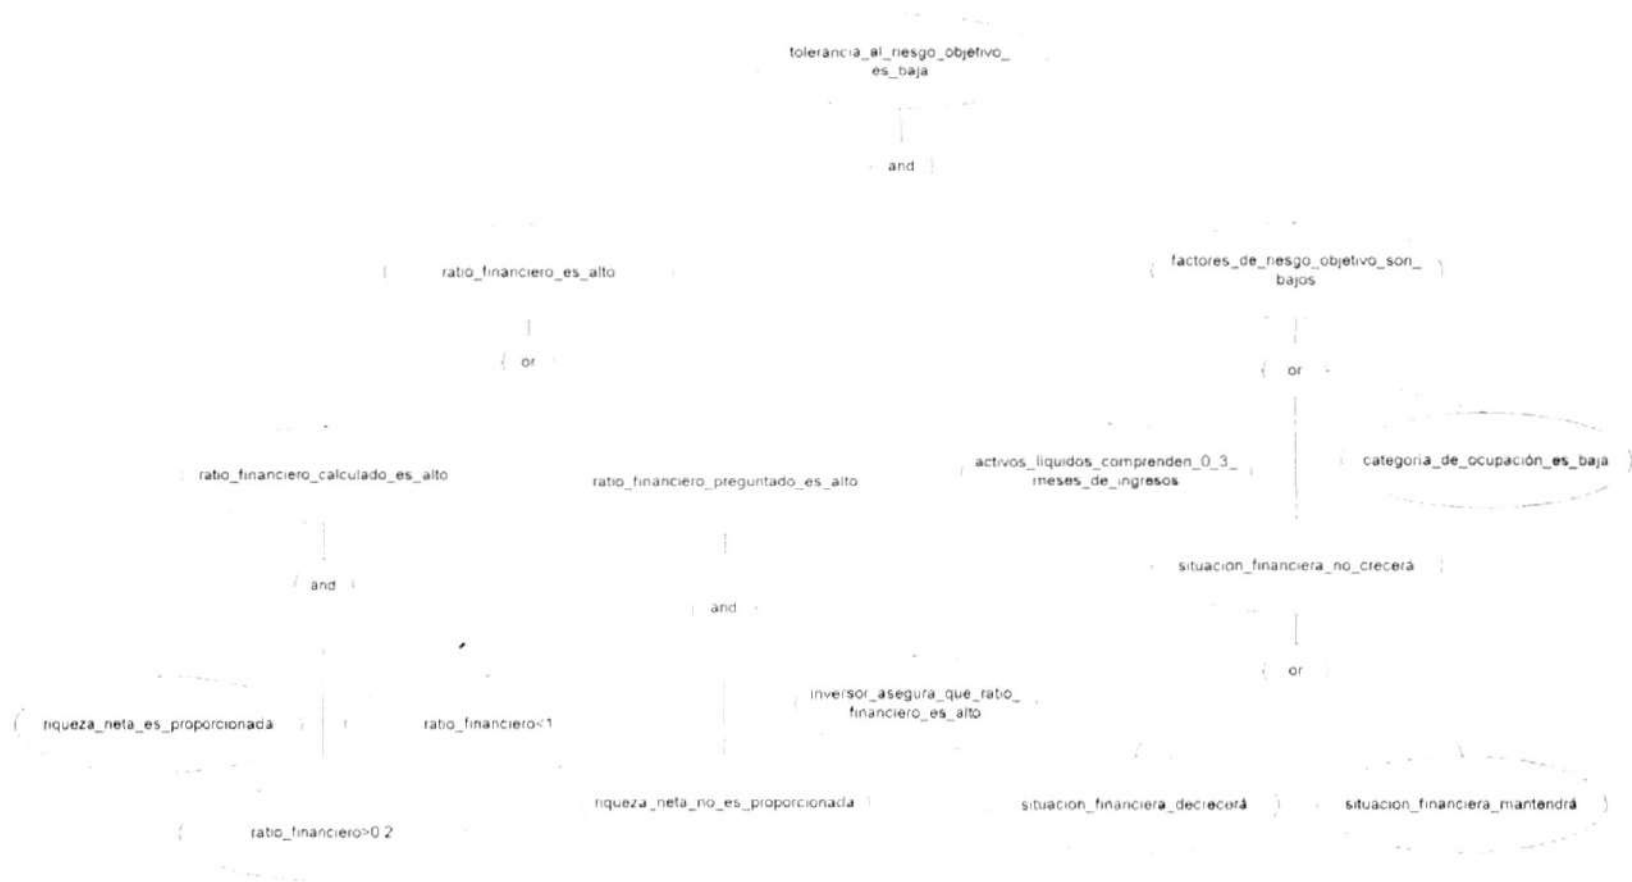 tolerancia_al_riesgo_objetivo_
es_baja
and
ratio_financiero_es_alto
factores_de_riesgo_objetivo_son_
bajos
or
or
ratio_financiero_calculado_es_alto
ratio_financiero_preguntado_es_alto
activos_liquidos_comprenden_0_3_
meses_de_ingresos
categoria_de_ocupación_es_baja
situacion_financiera_no_crecerá
and
and
or
riqueza_neta_es_proporcionada
ratio_financiero<1
inversor_asegura_que_ratio_
financiero_es_alto
ratio_financiero>0.2
riqueza_neta_no_es_proporcionada
situacion_financiera_decrecerá
situacion_financiera_mantendrá